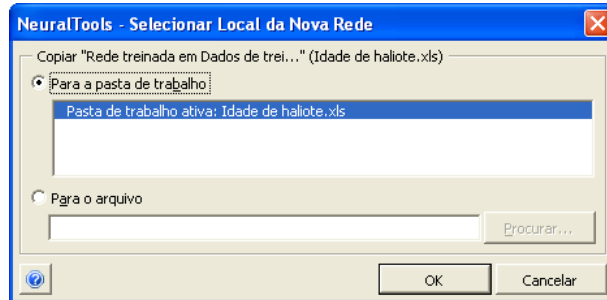 NeuralTools - Selecionar Local da Nova Rede
Copiar "Rede treinada em Dados de trei..." (Idade de haliote.xls)
Para a pasta de trabalho
Pasta de trabalho ativa: Idade de haliote.xls
Para o arquivo
Procurar...
OK
Cancelar